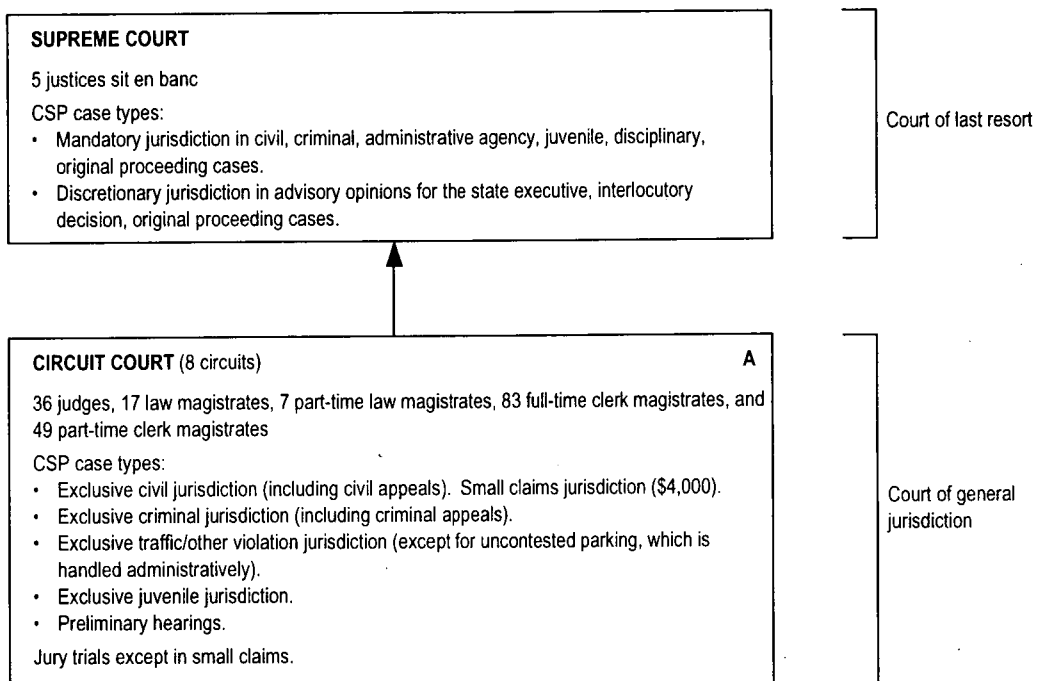 SUPREME COURT
5 justices sit en banc
CSP case types:
• Mandatory jurisdiction in civil, criminal, administrative agency, juvenile, disciplinary,
original proceeding cases.
• Discretionary jurisdiction in advisory opinions for the state executive, interlocutory
decision, original proceeding cases.
Court of last resort
CIRCUIT COURT (8 circuits) A
36 judges, 17 law magistrates, 7 part-time law magistrates, 83 full-time clerk magistrates, and
49 part-time clerk magistrates
CSP case types:
• Exclusive civil jurisdiction (including civil appeals). Small claims jurisdiction ($4,000).
• Exclusive criminal jurisdiction (including criminal appeals).
• Exclusive traffic/other violation jurisdiction (except for uncontested parking, which is
handled administratively).
• Exclusive juvenile jurisdiction.
• Preliminary hearings.
Jury trials except in small claims.
Court of general
jurisdiction